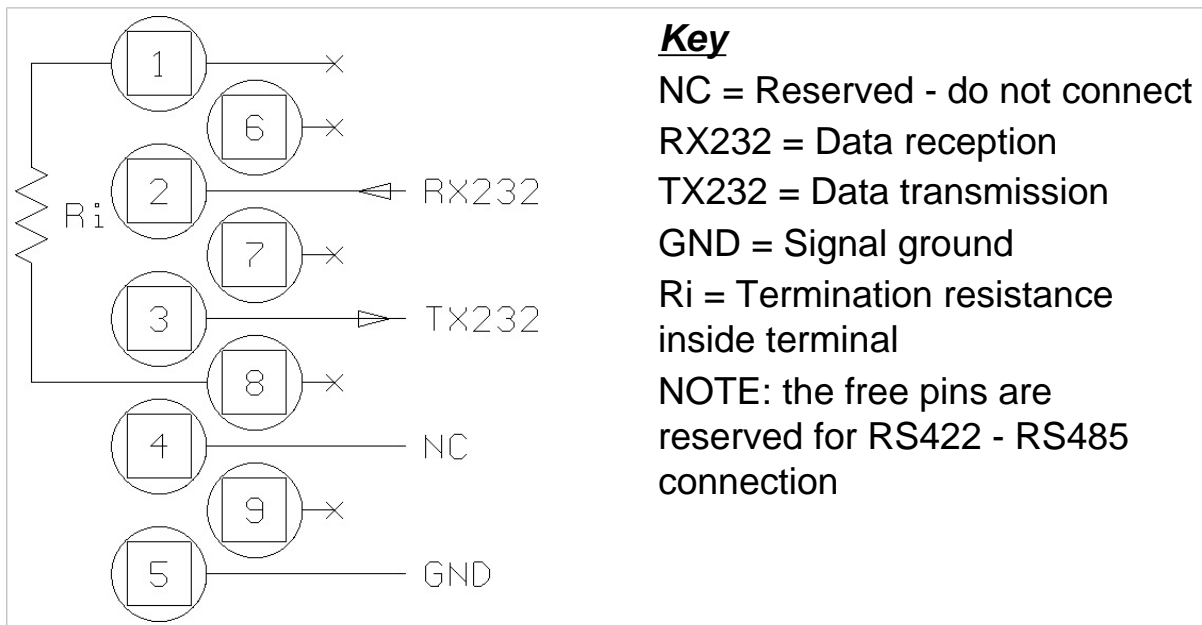 1
6
2
RX232
Ri
7
3
TX232
8
4
NC
9
5
GND
Key
NC = Reserved - do not connect
RX232 = Data reception
TX232 = Data transmission
GND = Signal ground
Ri = Termination resistance
inside terminal
NOTE: the free pins are
reserved for RS422 - RS485
connection